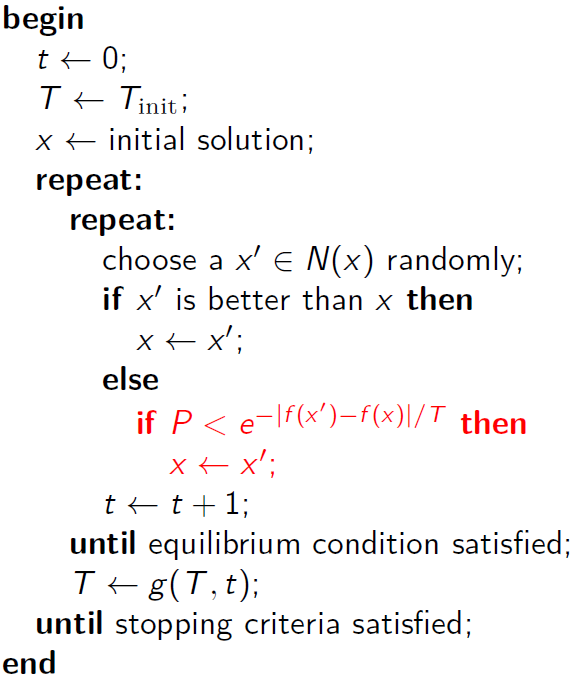 begin
t ← 0;
T ← T_init;
x ← initial solution;
repeat:
repeat:
choose a x′ ∈ N(x) randomly;
if x′ is better than x then
x ← x′;
else
if P < e^{−|f(x′)−f(x)|/T} then
x ← x′;
t ← t + 1;
until equilibrium condition satisfied;
T ← g(T, t);
until stopping criteria satisfied;
end